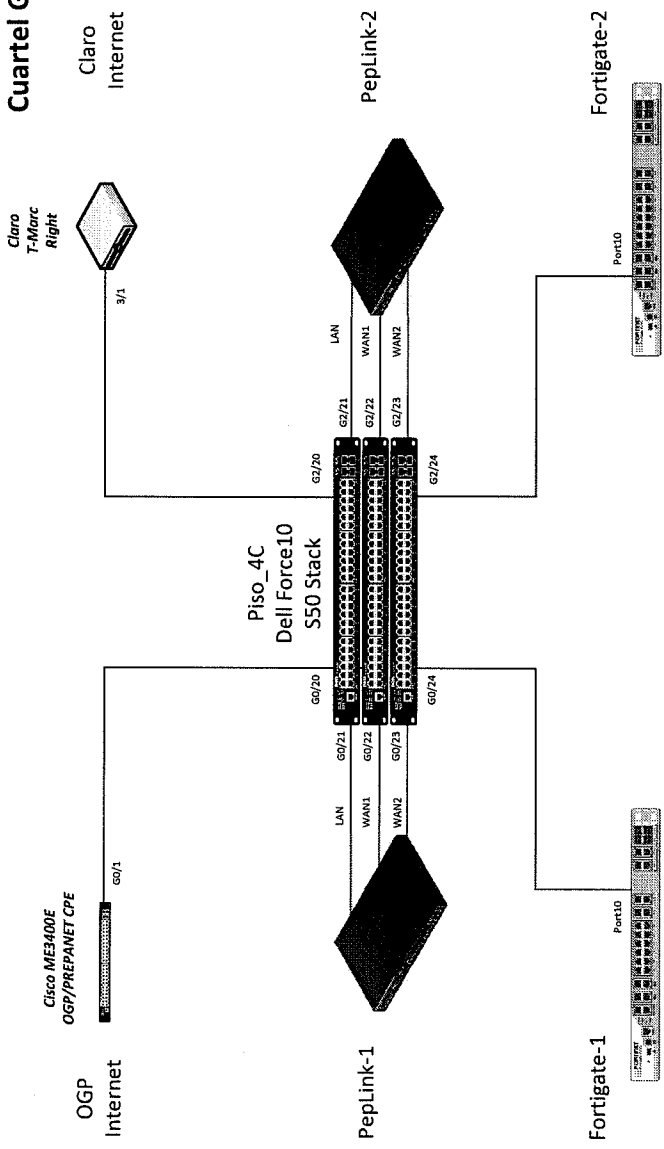 Cuartel G
OGP
Internet
Cisco ME3400E
OGP/PREPANET CPE
G0/1
Claro
T-Marc
Right
3/1
Claro
Internet
Piso_4C
Dell Force10
S50 Stack
G0/20
G2/20
PepLink-1
LAN
G0/21
WAN1
G0/22
WAN2
G0/23
G0/24
G2/21
LAN
G2/22
WAN1
G2/23
WAN2
G2/24
PepLink-2
Fortigate-1
Port10
Port10
Fortigate-2